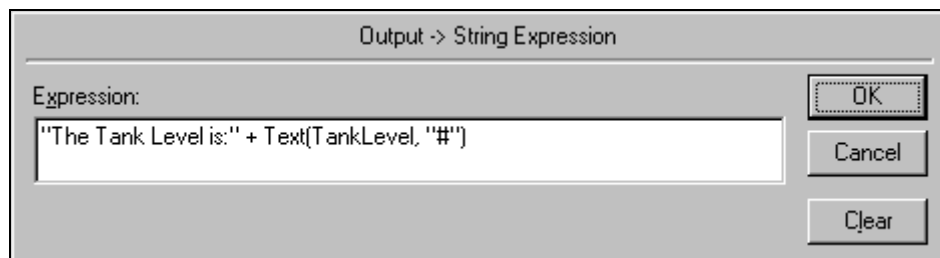 Output -> String Expression
Expression:
OK
"The Tank Level is:" + Text(TankLevel, "#")
Cancel
Clear